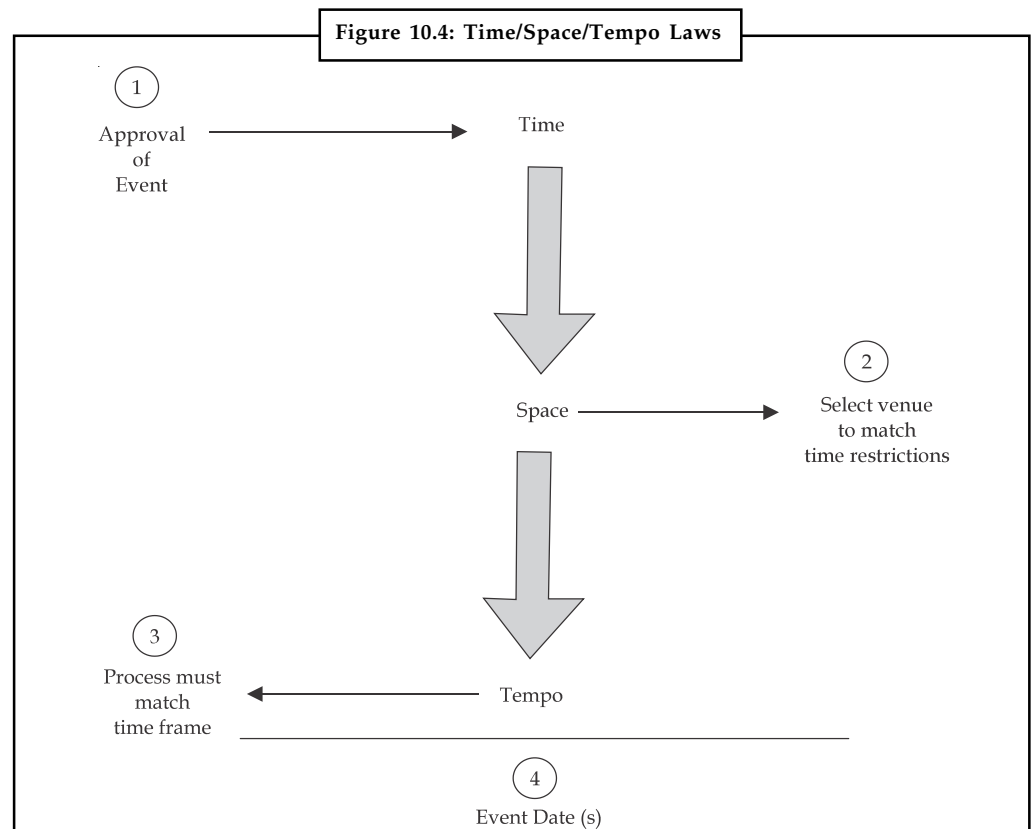 Figure 10.4: Time/Space/Tempo Laws
1
Approval
of
Event
Time
2
Space
Select venue
to match
time restrictions
3
Process must
match
time frame
Tempo
4
Event Date (s)